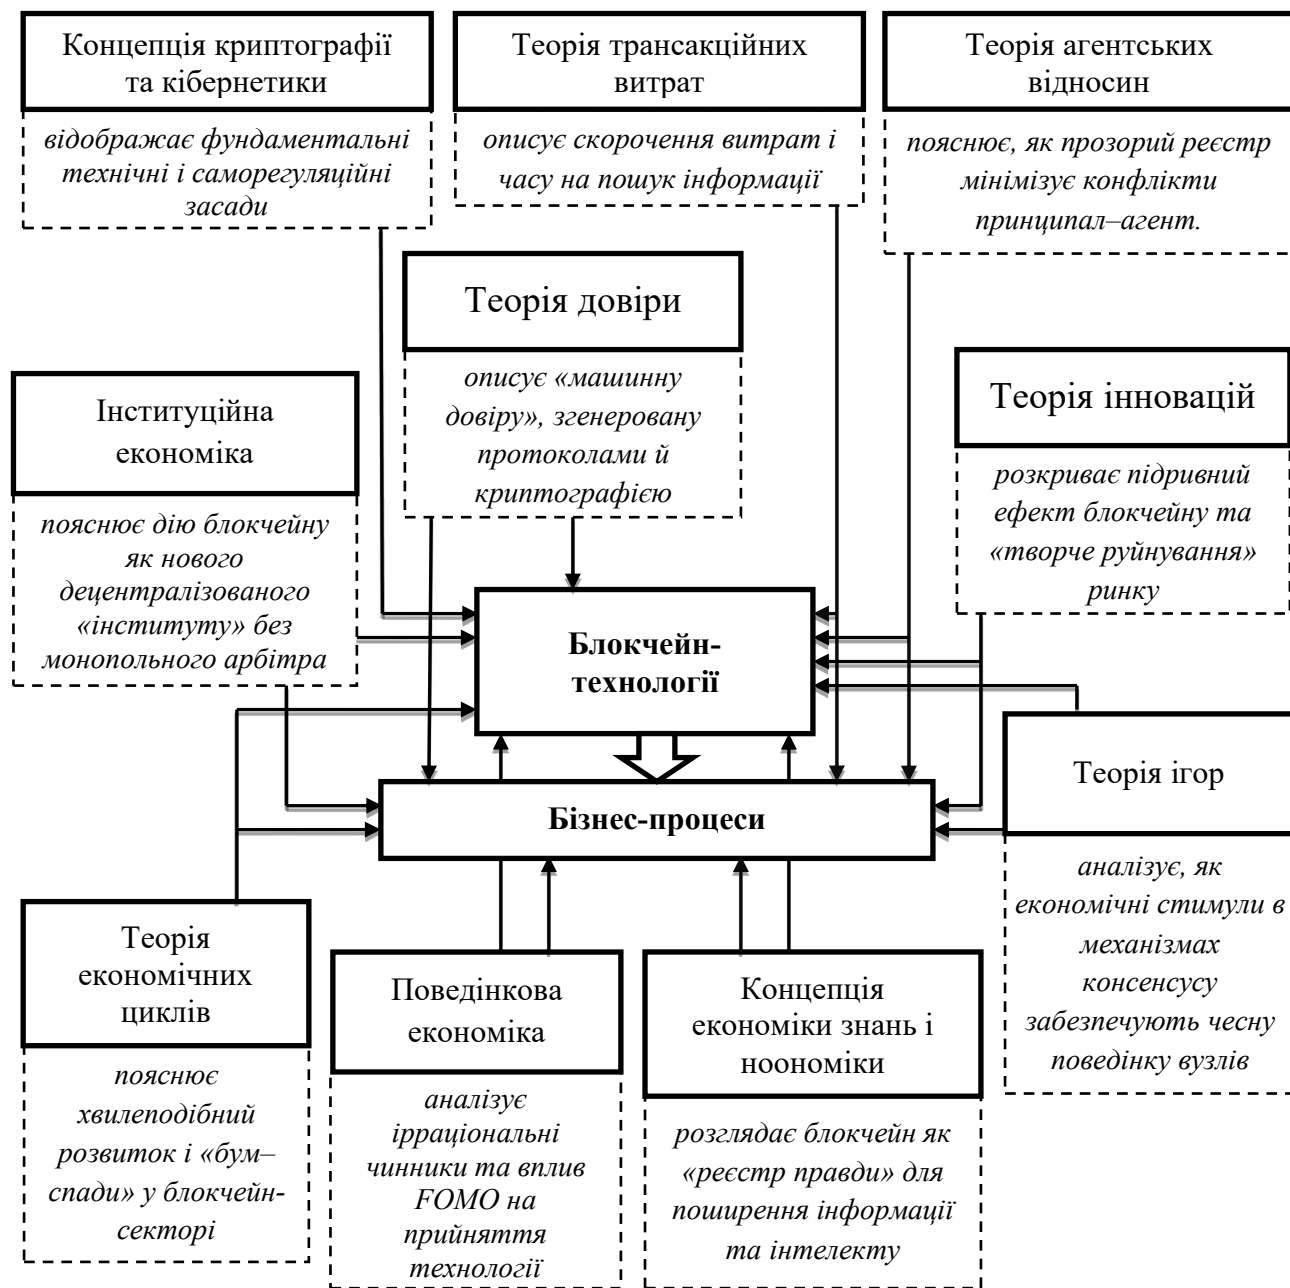 Концепція криптографії
та кібернетики
відображає фундаментальні
технічні і саморегуляційні
засади
Теорія трансакційних
витрат
описує скорочення витрат і
часу на пошук інформації
Теорія агентських
відносин
пояснює, як прозорий реєстр
мінімізує конфлікти
принципал–агент.
Теорія довіри
описує «машинну
довіру», згенеровану
протоколами й
криптографією
Інституційна
економіка
пояснює дію блокчейну
як нового
децентралізованого
«інституту» без
монопольного арбітра
Теорія інновацій
розкриває підривний
ефект блокчейну та
«творче руйнування»
ринку
Блокчейн-
технології
Бізнес-процеси
Теорія ігор
аналізує, як
економічні стимули в
механізмах
консенсусу
забезпечують чесну
поведінку вузлів
Теорія
економічних
циклів
пояснює
хвилеподібний
розвиток і «бум–
спади» у блокчейн-
секторі
Поведінкова
економіка
аналізує
ірраціональні
чинники та вплив
FOMO на
прийняття
технології
Концепція
економіки знань і
ноономіки
розглядає блокчейн як
«реєстр правди» для
поширення інформації
та інтелекту